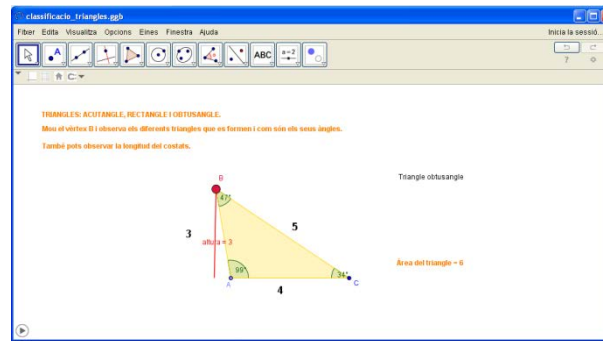 classificacio_triangles.ggb
Fitxer Edita Visualitza Opcions Eines Finestra Ajuda
Inicia la sessió...
ABC
a=2
TRIANGLES: ACUTANGLE, RECTANGLE I OBTUSANGLE.
Mou el vèrtex B i observa els diferents triangles que es formen i com són els seus angles.
També pots observar la longitud del costats.
Triangle obtusangle
B
47°
5
3
altura = 3
Àrea del triangle = 6
99°
34°
A
C
4